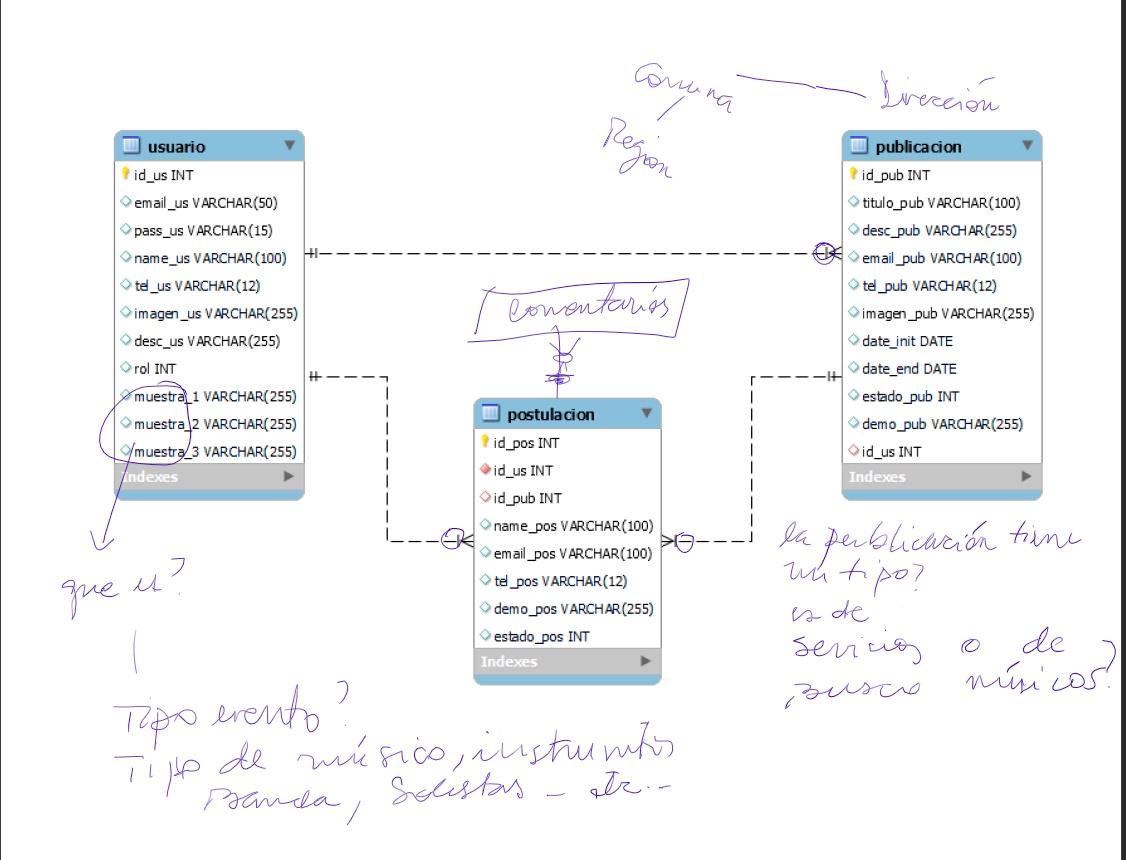 Comuna
Dirección
Región
usuario
id_us INT
email_us VARCHAR(50)
pass_us VARCHAR(15)
name_us VARCHAR(100)
tel_us VARCHAR(12)
imagen_us VARCHAR(255)
desc_us VARCHAR(255)
rol INT
muestra_1 VARCHAR(255)
muestra_2 VARCHAR(255)
muestra_3 VARCHAR(255)
Indexes
publicacion
id_pub INT
titulo_pub VARCHAR(100)
desc_pub VARCHAR(255)
email_pub VARCHAR(100)
tel_pub VARCHAR(12)
imagen_pub VARCHAR(255)
date_init DATE
date_end DATE
estado_pub INT
demo_pub VARCHAR(255)
id_us INT
Indexes
Comentarios
postulacion
id_pos INT
id_us INT
id_pub INT
name_pos VARCHAR(100)
email_pos VARCHAR(100)
tel_pos VARCHAR(12)
demo_pos VARCHAR(255)
estado_pos INT
Indexes
que es?
Tipo evento?
Tipo de músico, instrumentos
Banda, Solistas - etc..
la publicación tiene
un tipo?
es de
servicios o de
busco músicos?